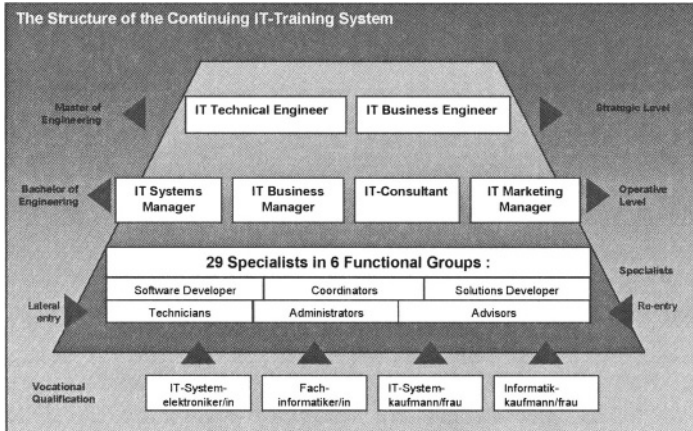 The Structure of the Continuing IT-Training System
Master of
Engineering
IT Technical Engineer
IT Business Engineer
Strategic Level
Bachelor of
Engineering
IT Systems
Manager
IT Business
Manager
IT-Consultant
IT Marketing
Manager
Operative
Level
29 Specialists in 6 Functional Groups :
Specialists
Software Developer
Coordinators
Solutions Developer
Lateral
entry
Technicians
Administrators
Advisors
Re-entry
Vocational
Qualification
IT-System-
elektroniker/in
Fach-
informatiker/in
IT-System-
kaufmann/frau
Informatik-
kaufmann/frau